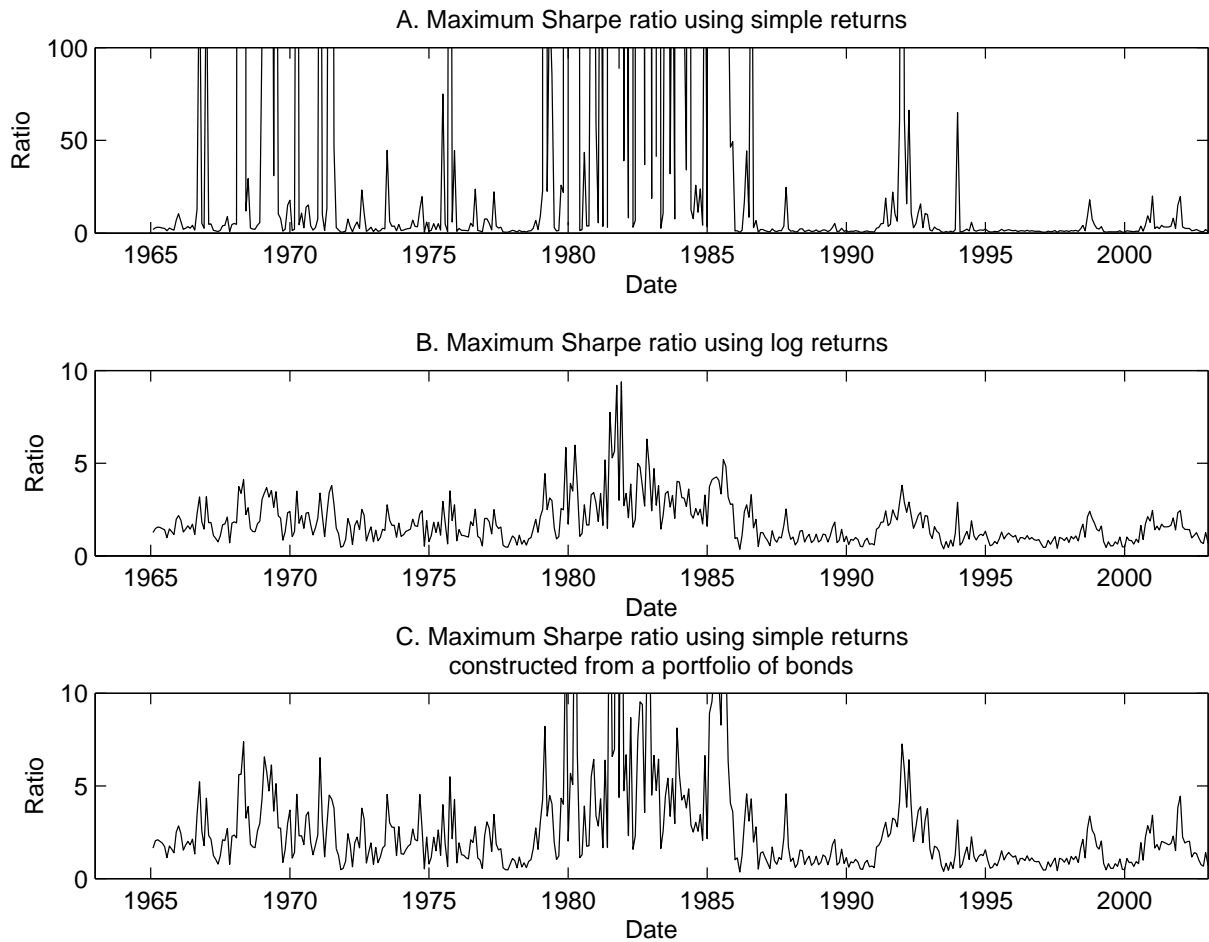 A. Maximum Sharpe ratio using simple returns
100
50
0
Ratio
1965 1970 1975 1980 1985 1990 1995 2000
Date
B. Maximum Sharpe ratio using log returns
10
5
0
Ratio
1965 1970 1975 1980 1985 1990 1995 2000
Date
C. Maximum Sharpe ratio using simple returns
constructed from a portfolio of bonds
10
5
0
Ratio
1965 1970 1975 1980 1985 1990 1995 2000
Date